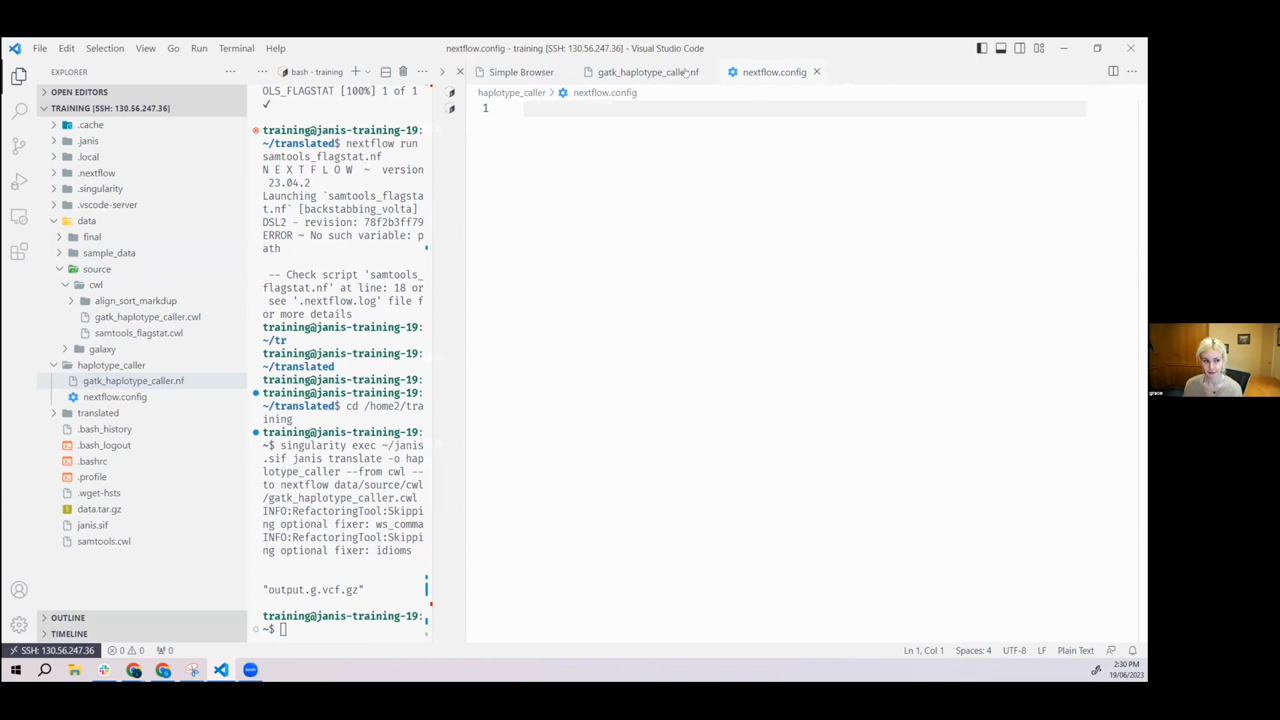 File Edit Selection View Go Run Terminal Help
nextflow.config - training [SSH: 130.56.247.36] - Visual Studio Code
EXPLORER
OPEN EDITORS
TRAINING [SSH: 130.56.247.36]
.cache
.janis
.local
.nextflow
.singularity
.vscode-server
data
final
sample_data
source
cwl
align_sort_markdup
gatk_haplotype_caller.cwl
samtools_flagstat.cwl
galaxy
haplotype_caller
gatk_haplotype_caller.nf
nextflow.config
translated
.bash_history
.bash_logout
.bashrc
.profile
.wget-hsts
data.tar.gz
janis.sif
samtools.cwl
OUTLINE
TIMELINE
bash - training
OLS_FLAGSTAT [100%] 1 of 1
✓
training@janis-training-19:
~/translated$ nextflow run
samtools_flagstat.nf
N E X T F L O W ~ version
23.04.2
Launching `samtools_flagsta
t.nf` [backstabbing_volta]
DSL2 - revision: 78f2b3ff79
ERROR ~ No such variable: p
ath
-- Check script 'samtools_
flagstat.nf' at line: 18 or
see '.nextflow.log' file f
or more details
training@janis-training-19:
~/tr
training@janis-training-19:
~/translated
training@janis-training-19:
training@janis-training-19:
~/translated$ cd /home2/tra
ining
training@janis-training-19:
~$ singularity exec ~/janis
.sif janis translate -o hap
lotype_caller --from cwl --
to nextflow data/source/cwl
/gatk_haplotype_caller.cwl
INFO:RefactoringTool:Skippi
ng optional fixer: ws_comma
INFO:RefactoringTool:Skippi
ng optional fixer: idioms
"output.g.vcf.gz"
training@janis-training-19:
~$
Simple Browser gatk_haplotype_caller.nf nextflow.config
haplotype_caller > nextflow.config
1
grace
SSH: 130.56.247.36 0 0 0 Ln 1, Col 1 Spaces: 4 UTF-8 LF Plain Text
2:30 PM
19/06/2023